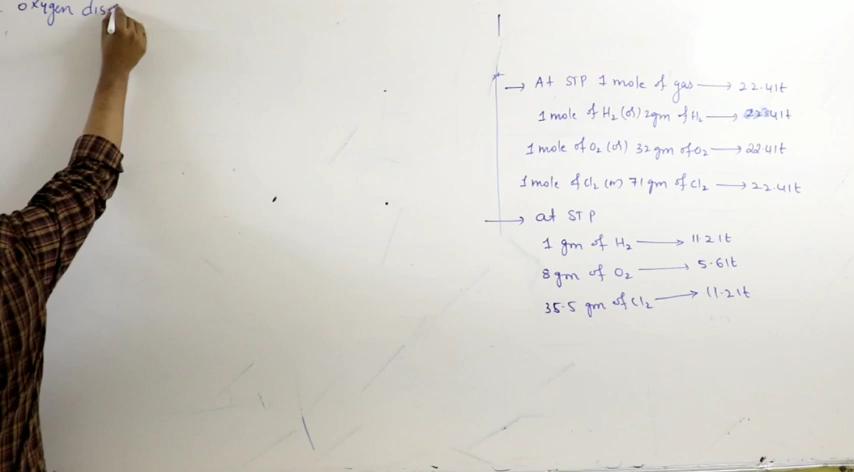 oxygen dis
At STP 1 mole of gas → 22.4lt
1 mole of H₂ (or) 2gm of H₂ → 22.4lt
1 mole of O₂ (or) 32 gm of O₂ → 22.4lt
1 mole of Cl₂ (or) 71 gm of Cl₂ → 22.4lt
→ at STP
1 gm of H₂ → 11.2lt
8 gm of O₂ → 5.6lt
35.5 gm of Cl₂ → 11.2lt